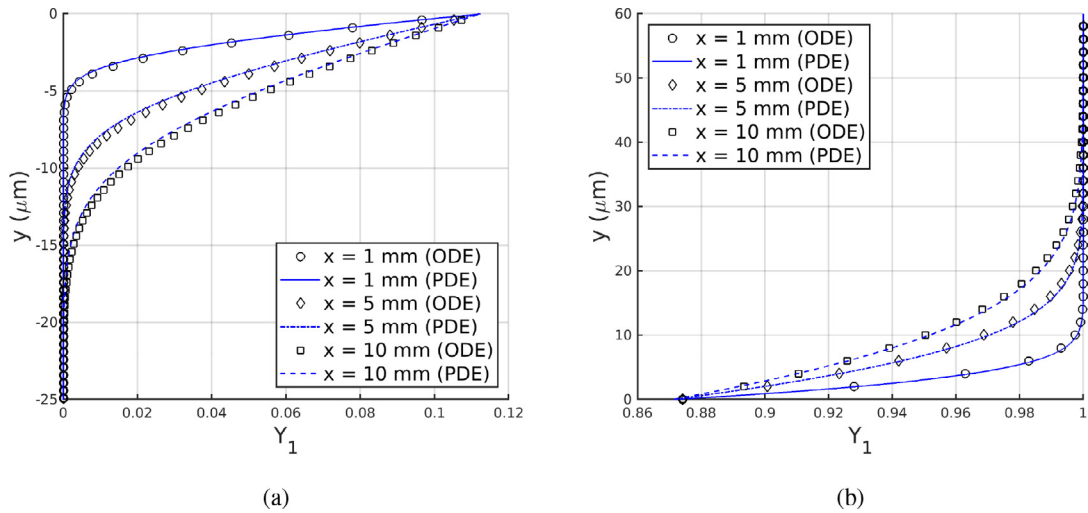 0
-5
-10
-15
-20
-25
y (μm)
x = 1 mm (ODE)
x = 1 mm (PDE)
x = 5 mm (ODE)
x = 5 mm (PDE)
x = 10 mm (ODE)
x = 10 mm (PDE)
0 0.02 0.04 0.06 0.08 0.1 0.12
Y1
(a)
60
50
40
30
20
10
0
y (μm)
x = 1 mm (ODE)
x = 1 mm (PDE)
x = 5 mm (ODE)
x = 5 mm (PDE)
x = 10 mm (ODE)
x = 10 mm (PDE)
0.86 0.88 0.9 0.92 0.94 0.96 0.98 1
Y1
(b)